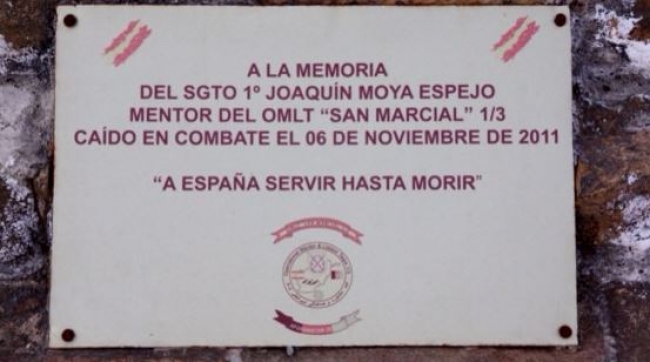 A LA MEMORIA
DEL SGTO 1º JOAQUÍN MOYA ESPEJO
MENTOR DEL OMLT “SAN MARCIAL” 1/3
CAÍDO EN COMBATE EL 06 DE NOVIEMBRE DE 2011
“A ESPAÑA SERVIR HASTA MORIR”